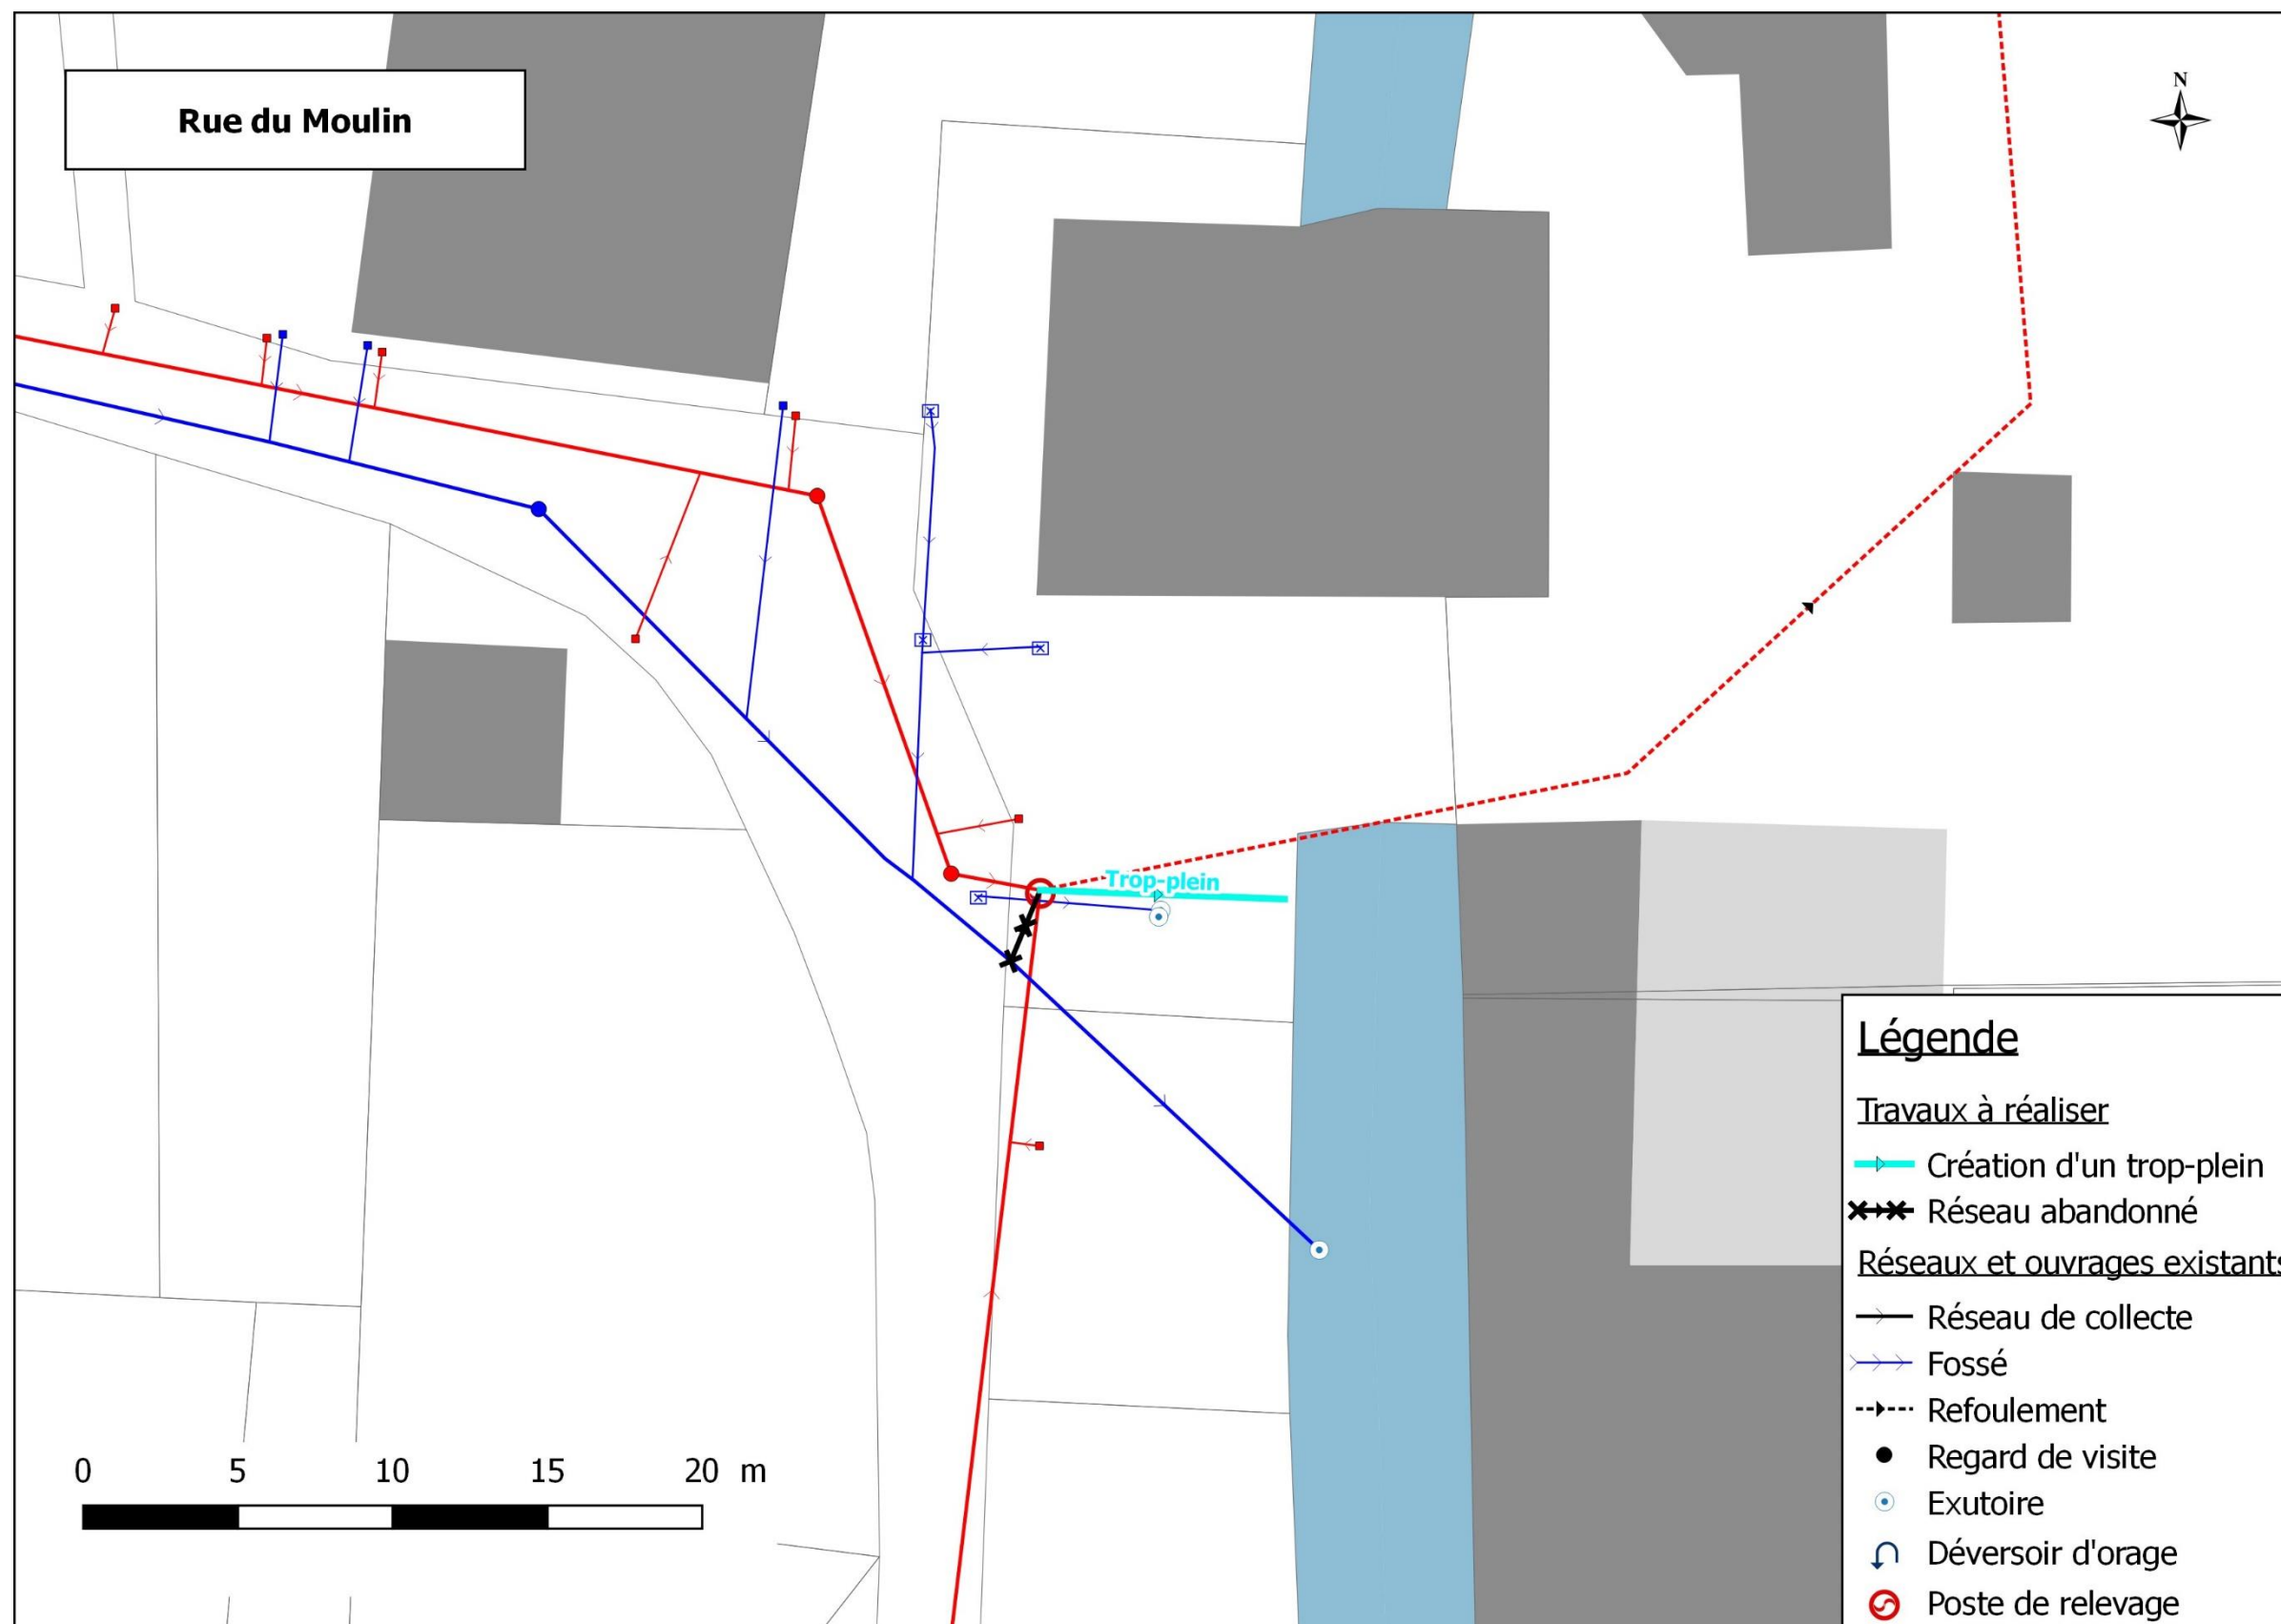 Rue du Moulin
N
Trop-plein
Légende
Travaux à réaliser
Création d'un trop-plein
Réseau abandonné
Réseaux et ouvrages existants
Réseau de collecte
Fossé
Refoulement
Regard de visite
Exutoire
Déversoir d'orage
Poste de relevage
0 5 10 15 20 m